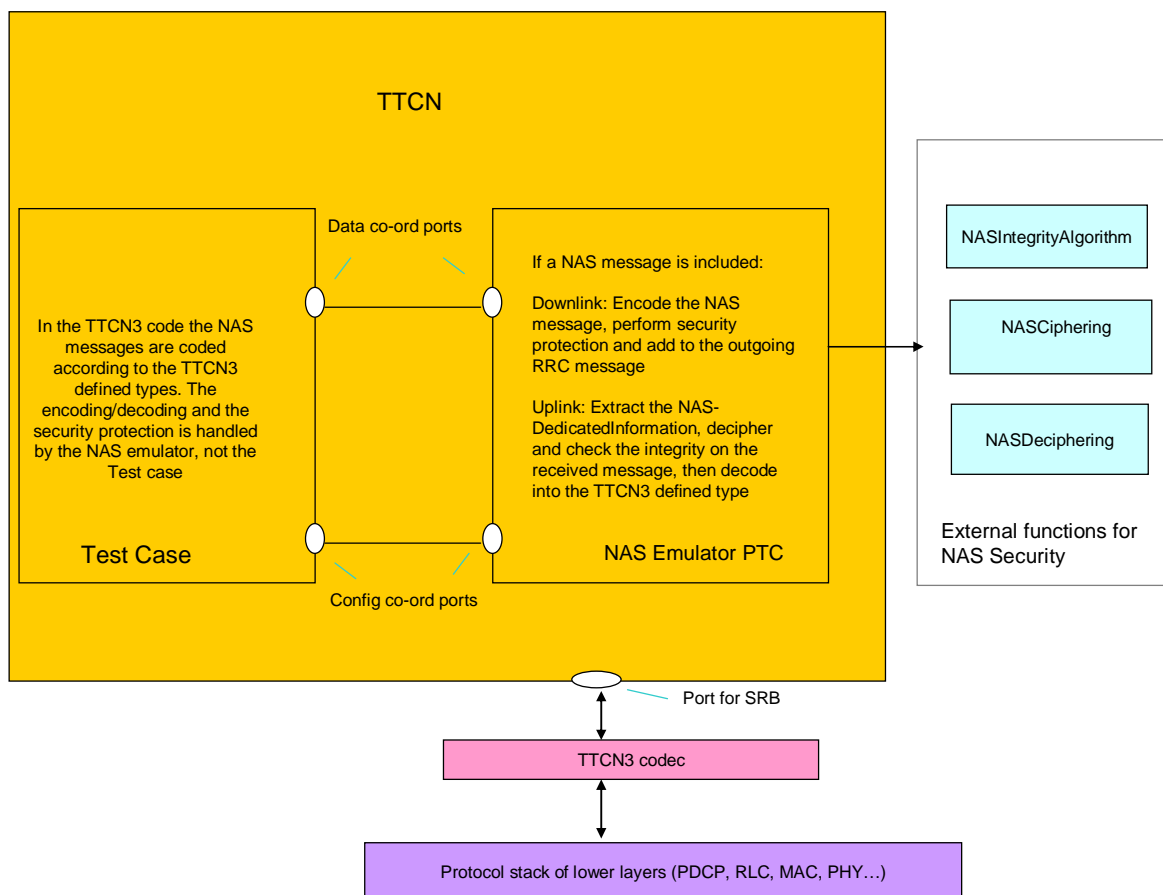 TTCN
Data co-ord ports
In the TTCN3 code the NAS
messages are coded
according to the TTCN3
defined types. The
encoding/decoding and the
security protection is handled
by the NAS emulator, not the
Test case
Test Case
If a NAS message is included:
Downlink: Encode the NAS
message, perform security
protection and add to the outgoing
RRC message
Uplink: Extract the NAS-
DedicatedInformation, decipher
and check the integrity on the
received message, then decode
into the TTCN3 defined type
NAS Emulator PTC
Config co-ord ports
NASIntegrityAlgorithm
NASCiphering
NASDeciphering
External functions for
NAS Security
Port for SRB
TTCN3 codec
Protocol stack of lower layers (PDCP, RLC, MAC, PHY…)